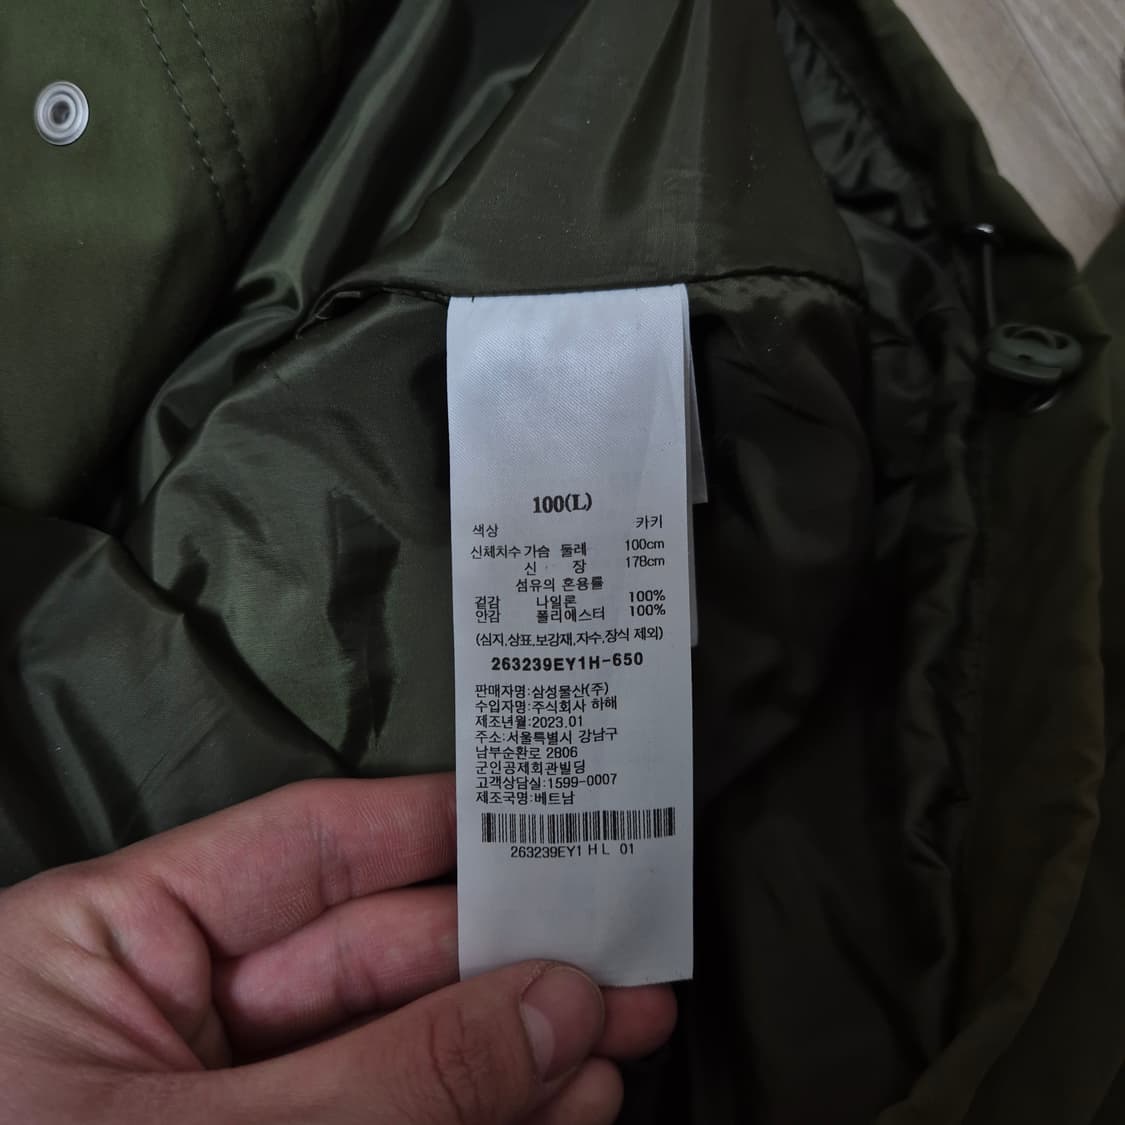 100(L)
색상 카키
신체치수 가슴 둘레 100cm
신 장 178cm
섬유의 혼용률
겉감 나일론 100%
안감 폴리에스터 100%
(심지,상표,보강재,자수,장식 제외)
263239EY1H-650
판매자명:삼성물산(주)
수입자명:주식회사 하해
제조년월:2023.01
주소:서울특별시 강남구
남부순환로 2806
군인공제회관빌딩
고객상담실:1599-0007
제조국명:베트남
263239EY1 H L 01